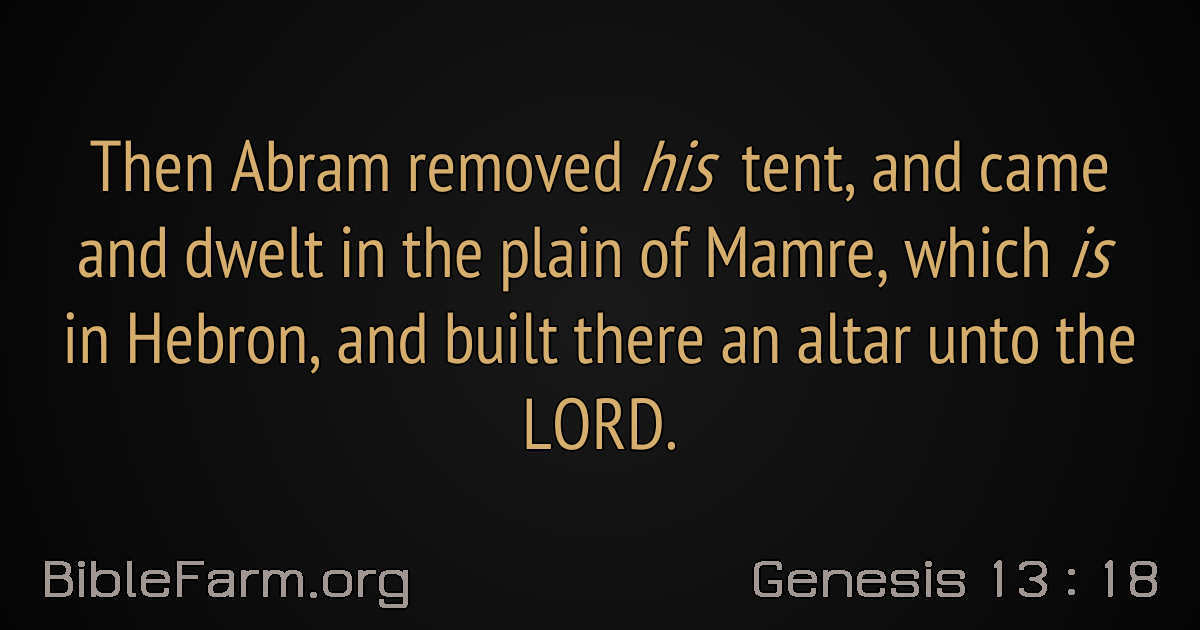 Then Abram removed his tent, and came
and dwelt in the plain of Mamre, which is
in Hebron, and built there an altar unto the
LORD.
BibleFarm.org
Genesis 13 : 18